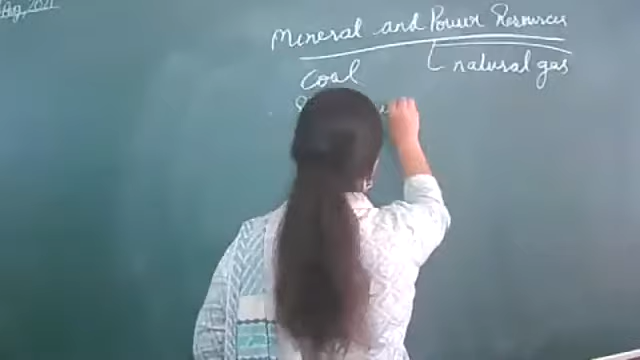 Aug, 2021
Mineral and Power Resources
Coal
natural gas